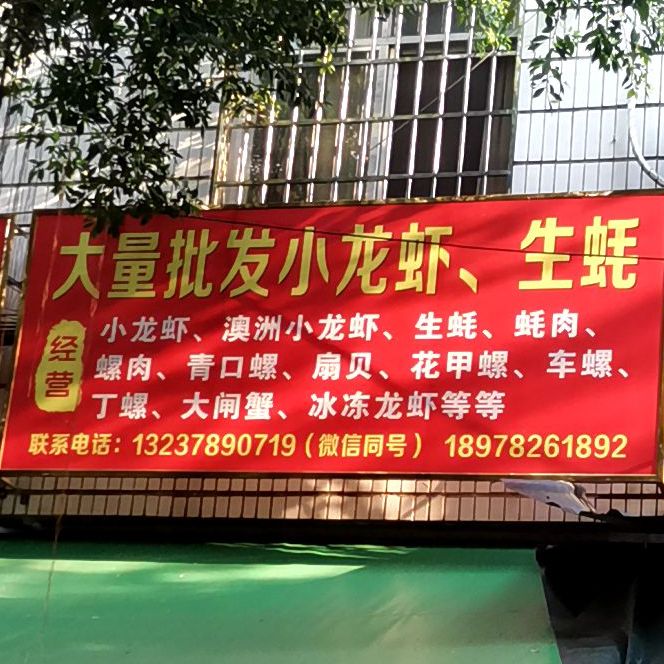 大量批发小龙虾、生蚝
经营
小龙虾、澳洲小龙虾、生蚝、蚝肉、
螺肉、青口螺、扇贝、花甲螺、车螺、
丁螺、大闸蟹、冰冻龙虾等等
联系电话：13237890719（微信同号） 18978261892